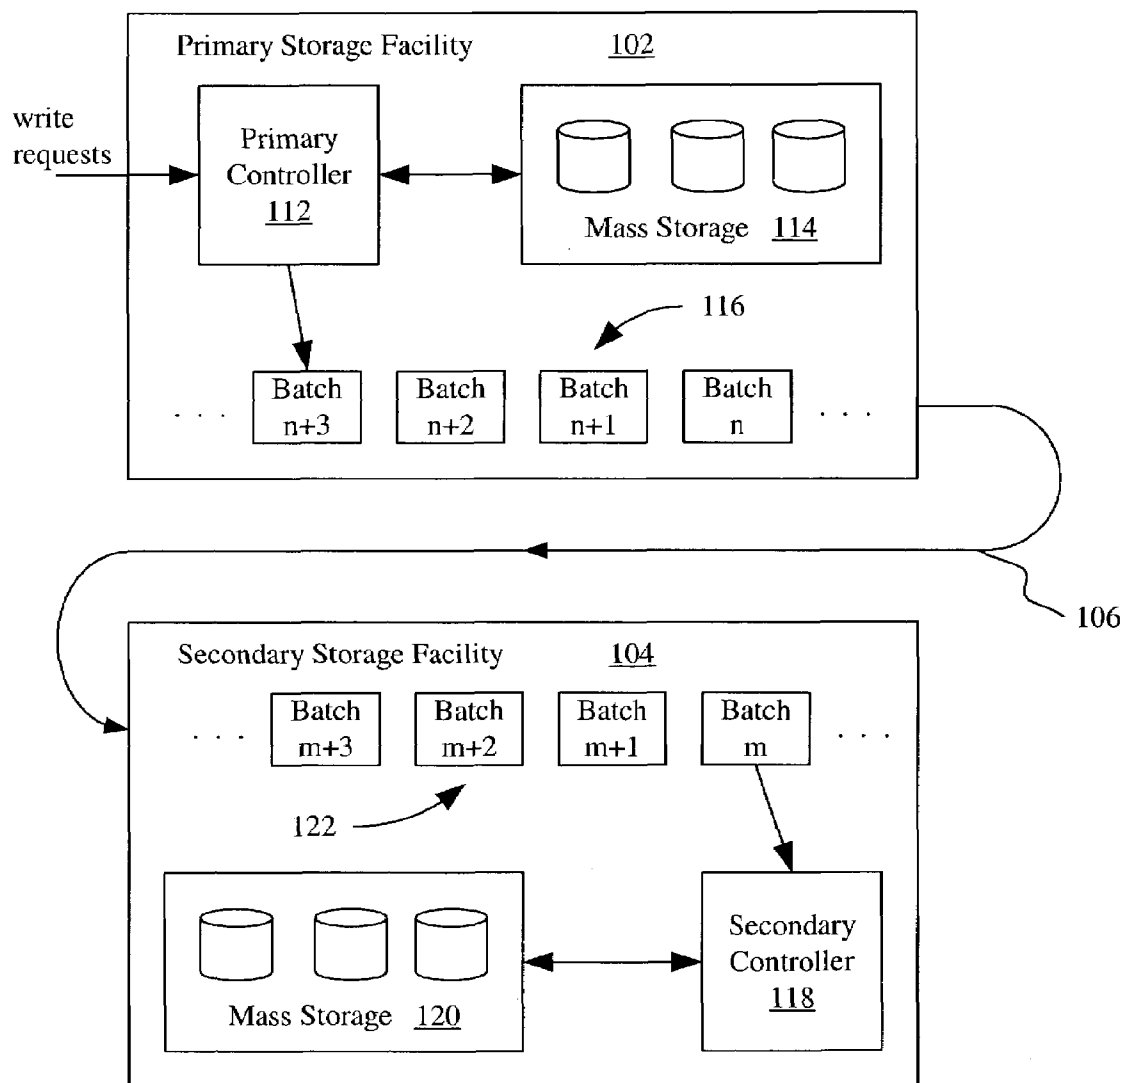 Primary Storage Facility 102
write
requests
Primary
Controller
112
Mass Storage 114
116
. . .
Batch
n+3
Batch
n+2
Batch
n+1
Batch
n
. . .
106
Secondary Storage Facility 104
. . .
Batch
m+3
Batch
m+2
Batch
m+1
Batch
m
. . .
122
Mass Storage 120
Secondary
Controller
118